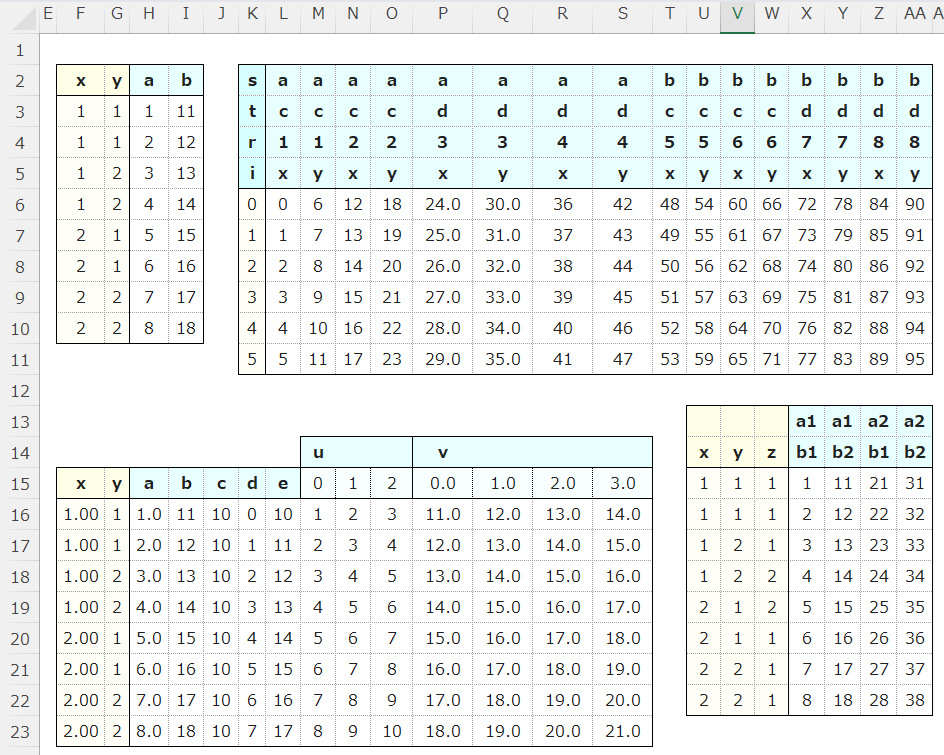 E F G H I J K L M N O P Q R S T U V W X Y Z AA A
1
2 x y a b s a a a a a a a a b b b b b b b b
3 1 1 1 11 t c c c c d d d d c c c c d d d d
4 1 1 2 12 r 1 1 2 2 3 3 4 4 5 5 6 6 7 7 8 8
5 1 2 3 13 i x y x y x y x y x y x y x y x y
6 1 2 4 14 0 0 6 12 18 24.0 30.0 36 42 48 54 60 66 72 78 84 90
7 2 1 5 15 1 1 7 13 19 25.0 31.0 37 43 49 55 61 67 73 79 85 91
8 2 1 6 16 2 2 8 14 20 26.0 32.0 38 44 50 56 62 68 74 80 86 92
9 2 2 7 17 3 3 9 15 21 27.0 33.0 39 45 51 57 63 69 75 81 87 93
10 2 2 8 18 4 4 10 16 22 28.0 34.0 40 46 52 58 64 70 76 82 88 94
11 5 5 11 17 23 29.0 35.0 41 47 53 59 65 71 77 83 89 95
12
13 a1 a1 a2 a2
14 u v x y z b1 b2 b1 b2
15 x y a b c d e 0 1 2 0.0 1.0 2.0 3.0 1 1 1 1 11 21 31
16 1.00 1 1.0 11 10 0 10 1 2 3 11.0 12.0 13.0 14.0 1 1 1 2 12 22 32
17 1.00 1 2.0 12 10 1 11 2 3 4 12.0 13.0 14.0 15.0 1 2 1 3 13 23 33
18 1.00 2 3.0 13 10 2 12 3 4 5 13.0 14.0 15.0 16.0 1 2 2 4 14 24 34
19 1.00 2 4.0 14 10 3 13 4 5 6 14.0 15.0 16.0 17.0 2 1 2 5 15 25 35
20 2.00 1 5.0 15 10 4 14 5 6 7 15.0 16.0 17.0 18.0 2 1 1 6 16 26 36
21 2.00 1 6.0 16 10 5 15 6 7 8 16.0 17.0 18.0 19.0 2 2 1 7 17 27 37
22 2.00 2 7.0 17 10 6 16 7 8 9 17.0 18.0 19.0 20.0 2 2 1 8 18 28 38
23 2.00 2 8.0 18 10 7 17 8 9 10 18.0 19.0 20.0 21.0